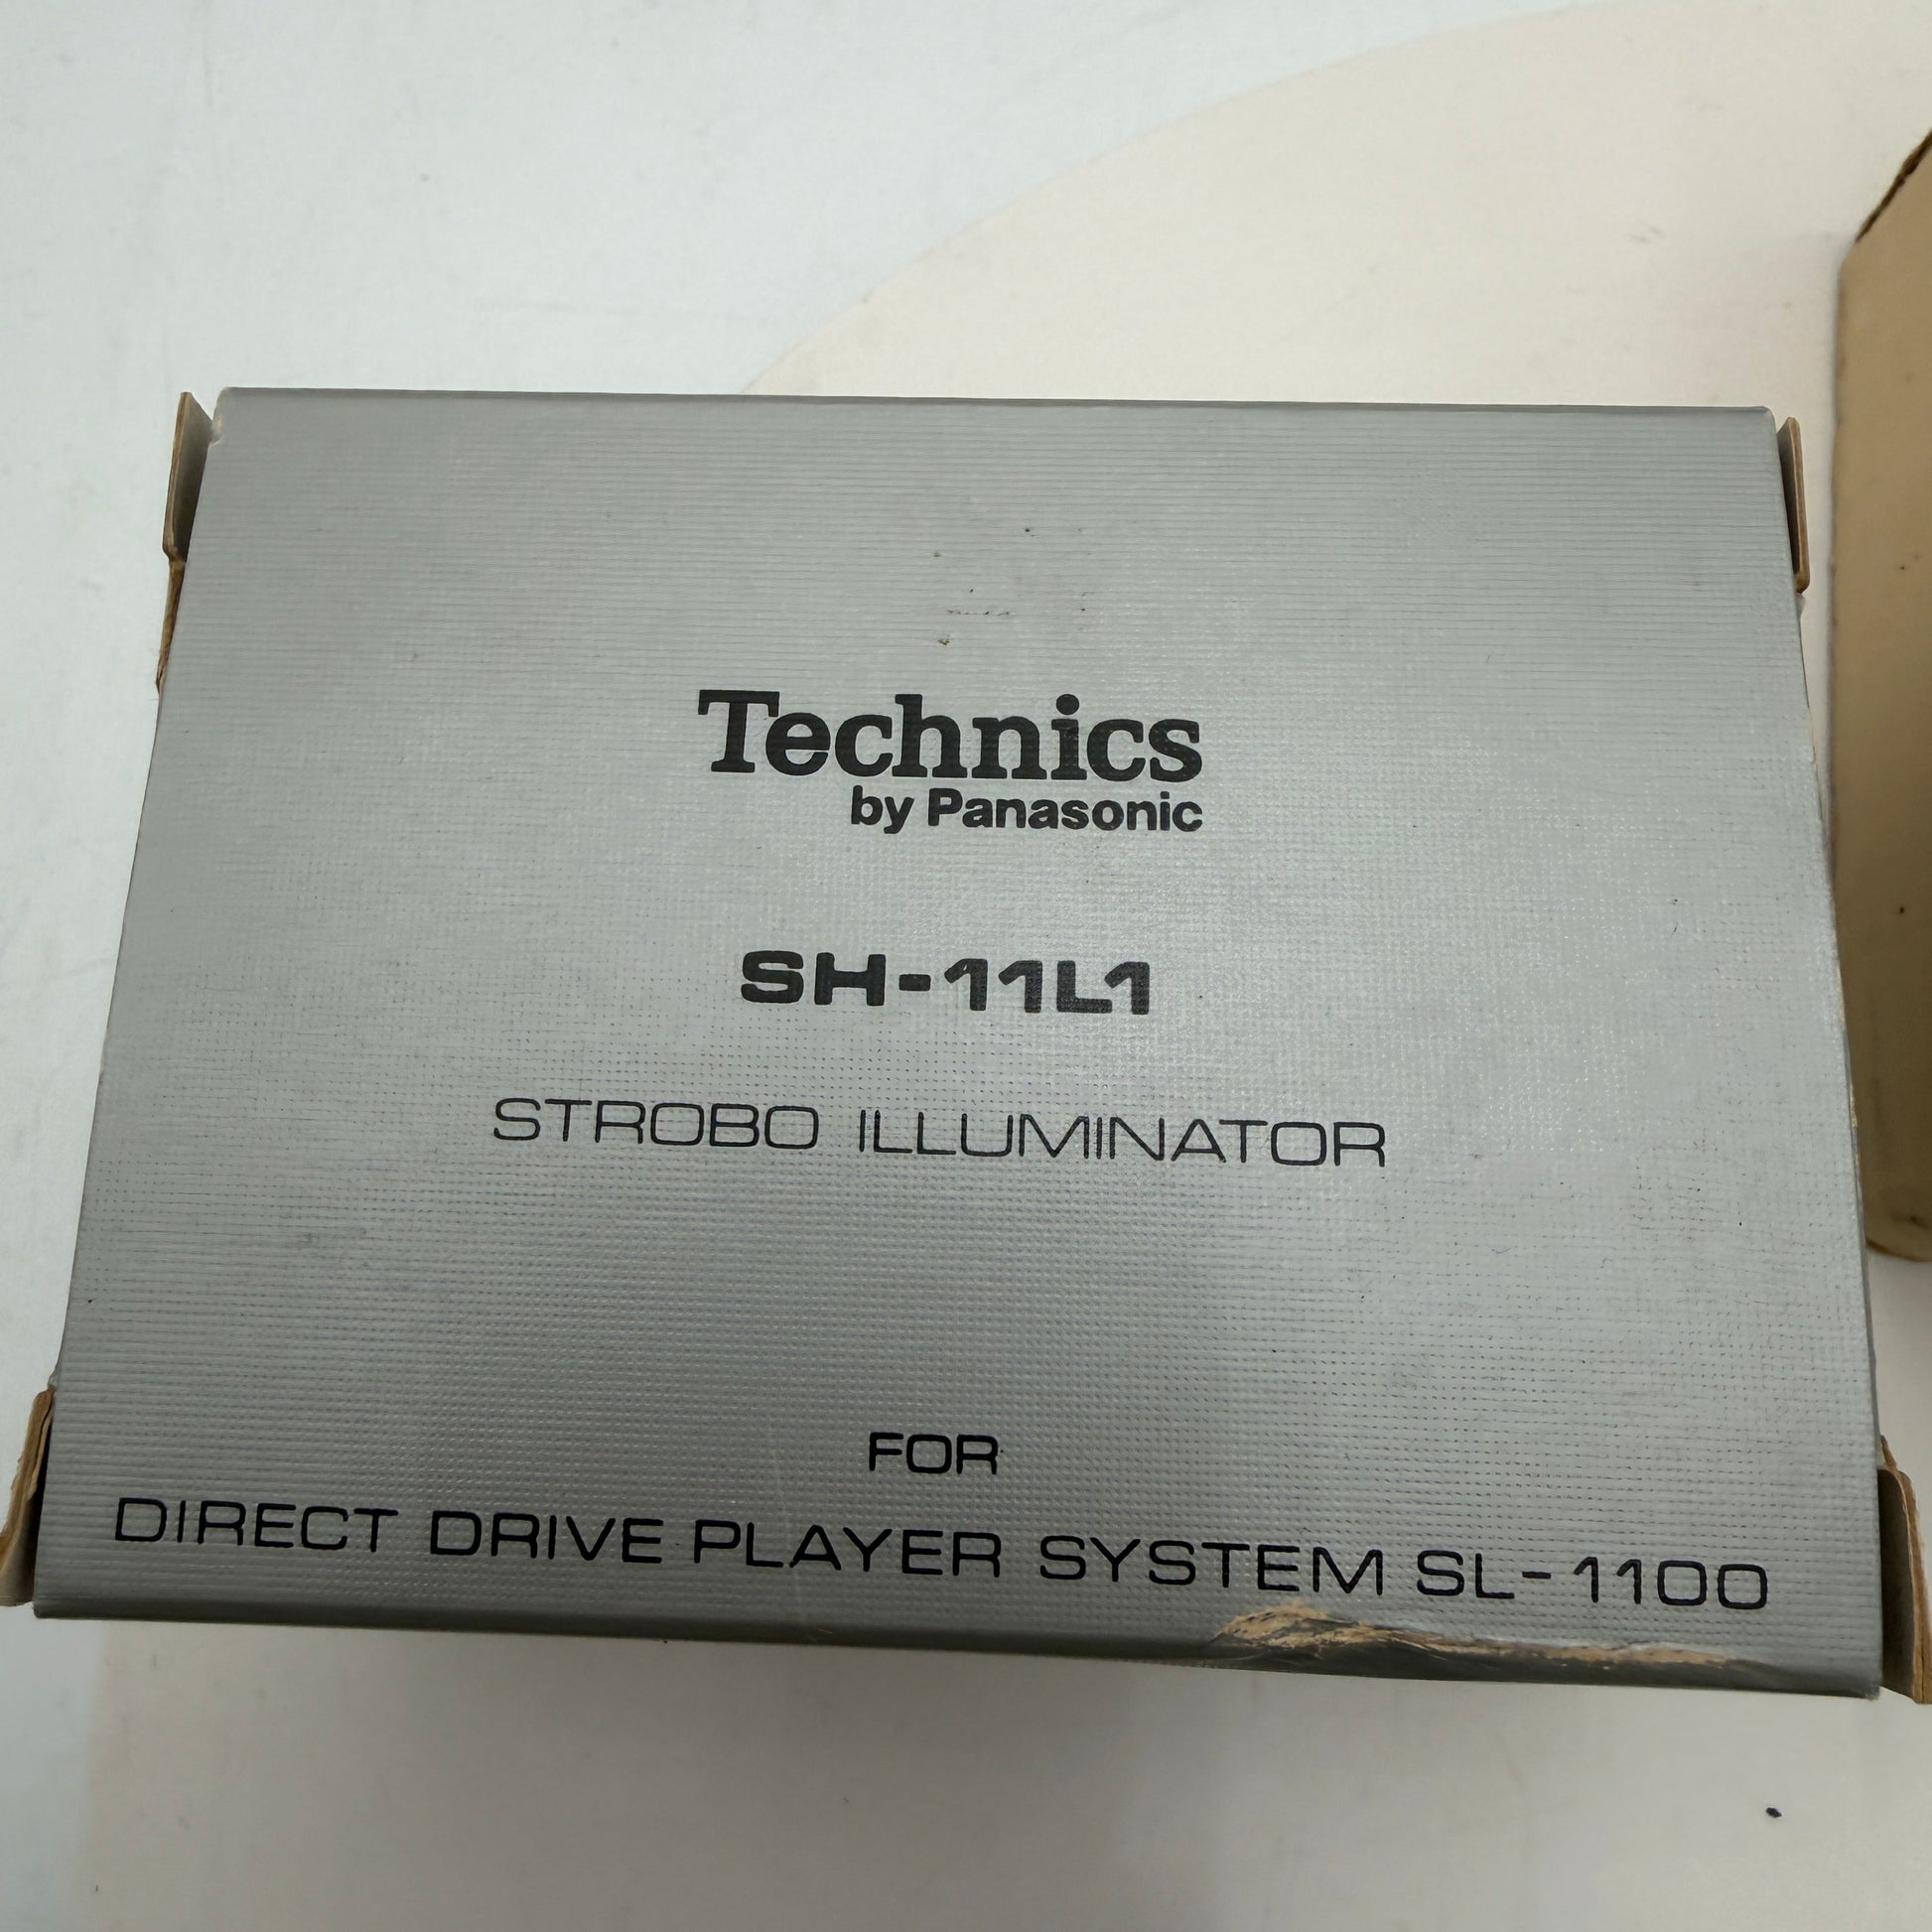 Technics
by Panasonic
SH-11L1
STROBO ILLUMINATOR
FOR
DIRECT DRIVE PLAYER SYSTEM SL-1100